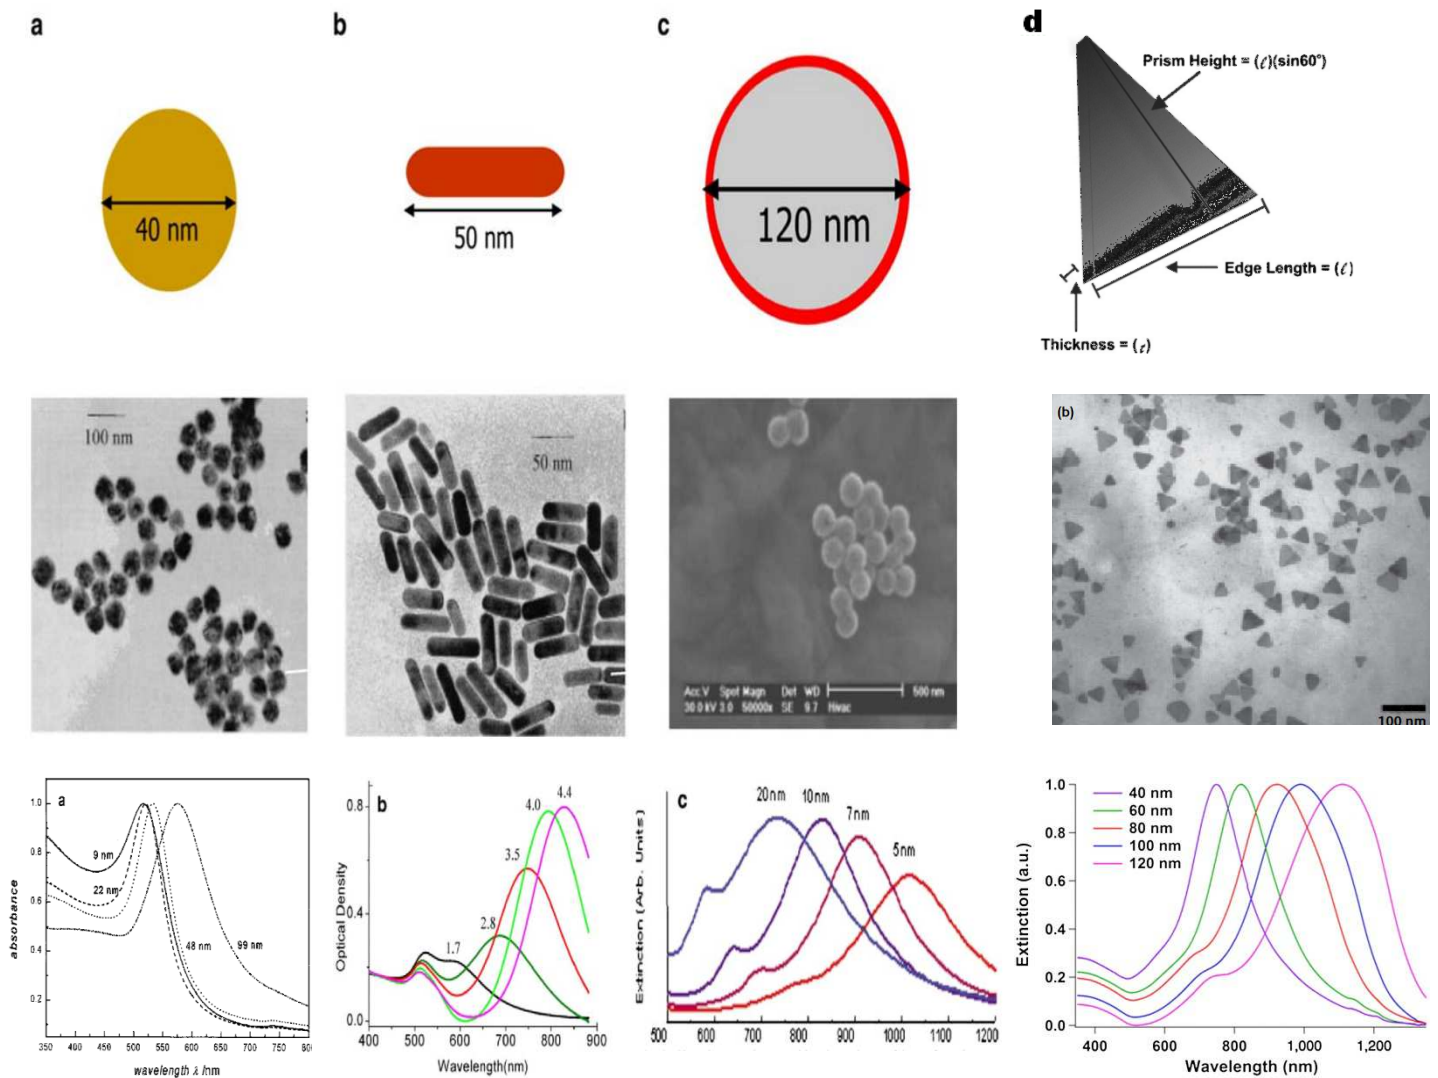 a
b
c
d
40 nm
50 nm
120 nm
Prism Height = (ℓ)(sin60°)
Edge Length = (ℓ)
Thickness = (t)
100 nm
50 nm
Acc.V Spot Magn Det WD
500 nm
30.0 kV 3.0 50000x SE 9.7 Hivac
(b)
100 nm
a
absorbance
1.0
0.8
0.6
0.4
0.2
9 nm
22 nm
48 nm
99 nm
350 400 450 500 550 600 650 700 750 800
wavelength λ /nm
b
Optical Density
0.8
0.4
0.0
1.7
2.8
3.5
4.0
4.4
400 500 600 700 800 900
Wavelength(nm)
c
Extinction (Arb. Units)
20nm
10nm
7nm
5nm
500 600 700 800 900 1000 1100 1200
Extinction (a.u.)
1.0
0.8
0.6
0.4
0.2
0.0
40 nm
60 nm
80 nm
100 nm
120 nm
400 600 800 1,000 1,200
Wavelength (nm)